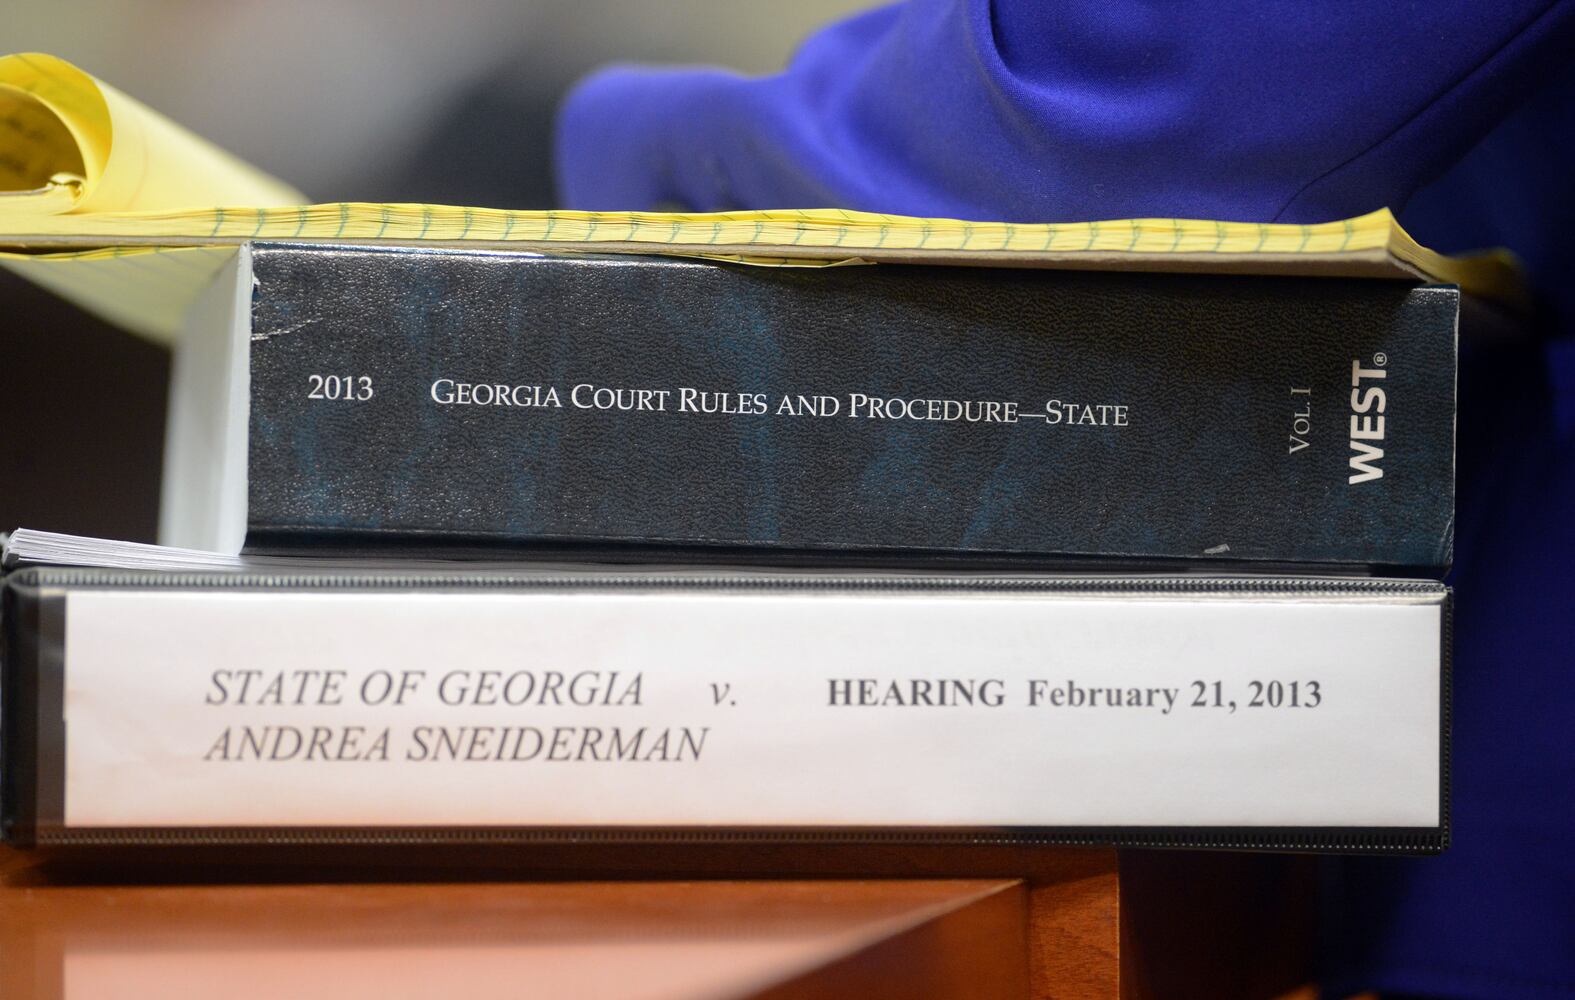 2013 GEORGIA COURT RULES AND PROCEDURE—STATE VOL. I WEST®
STATE OF GEORGIA v. HEARING February 21, 2013
ANDREA SNEIDERMAN